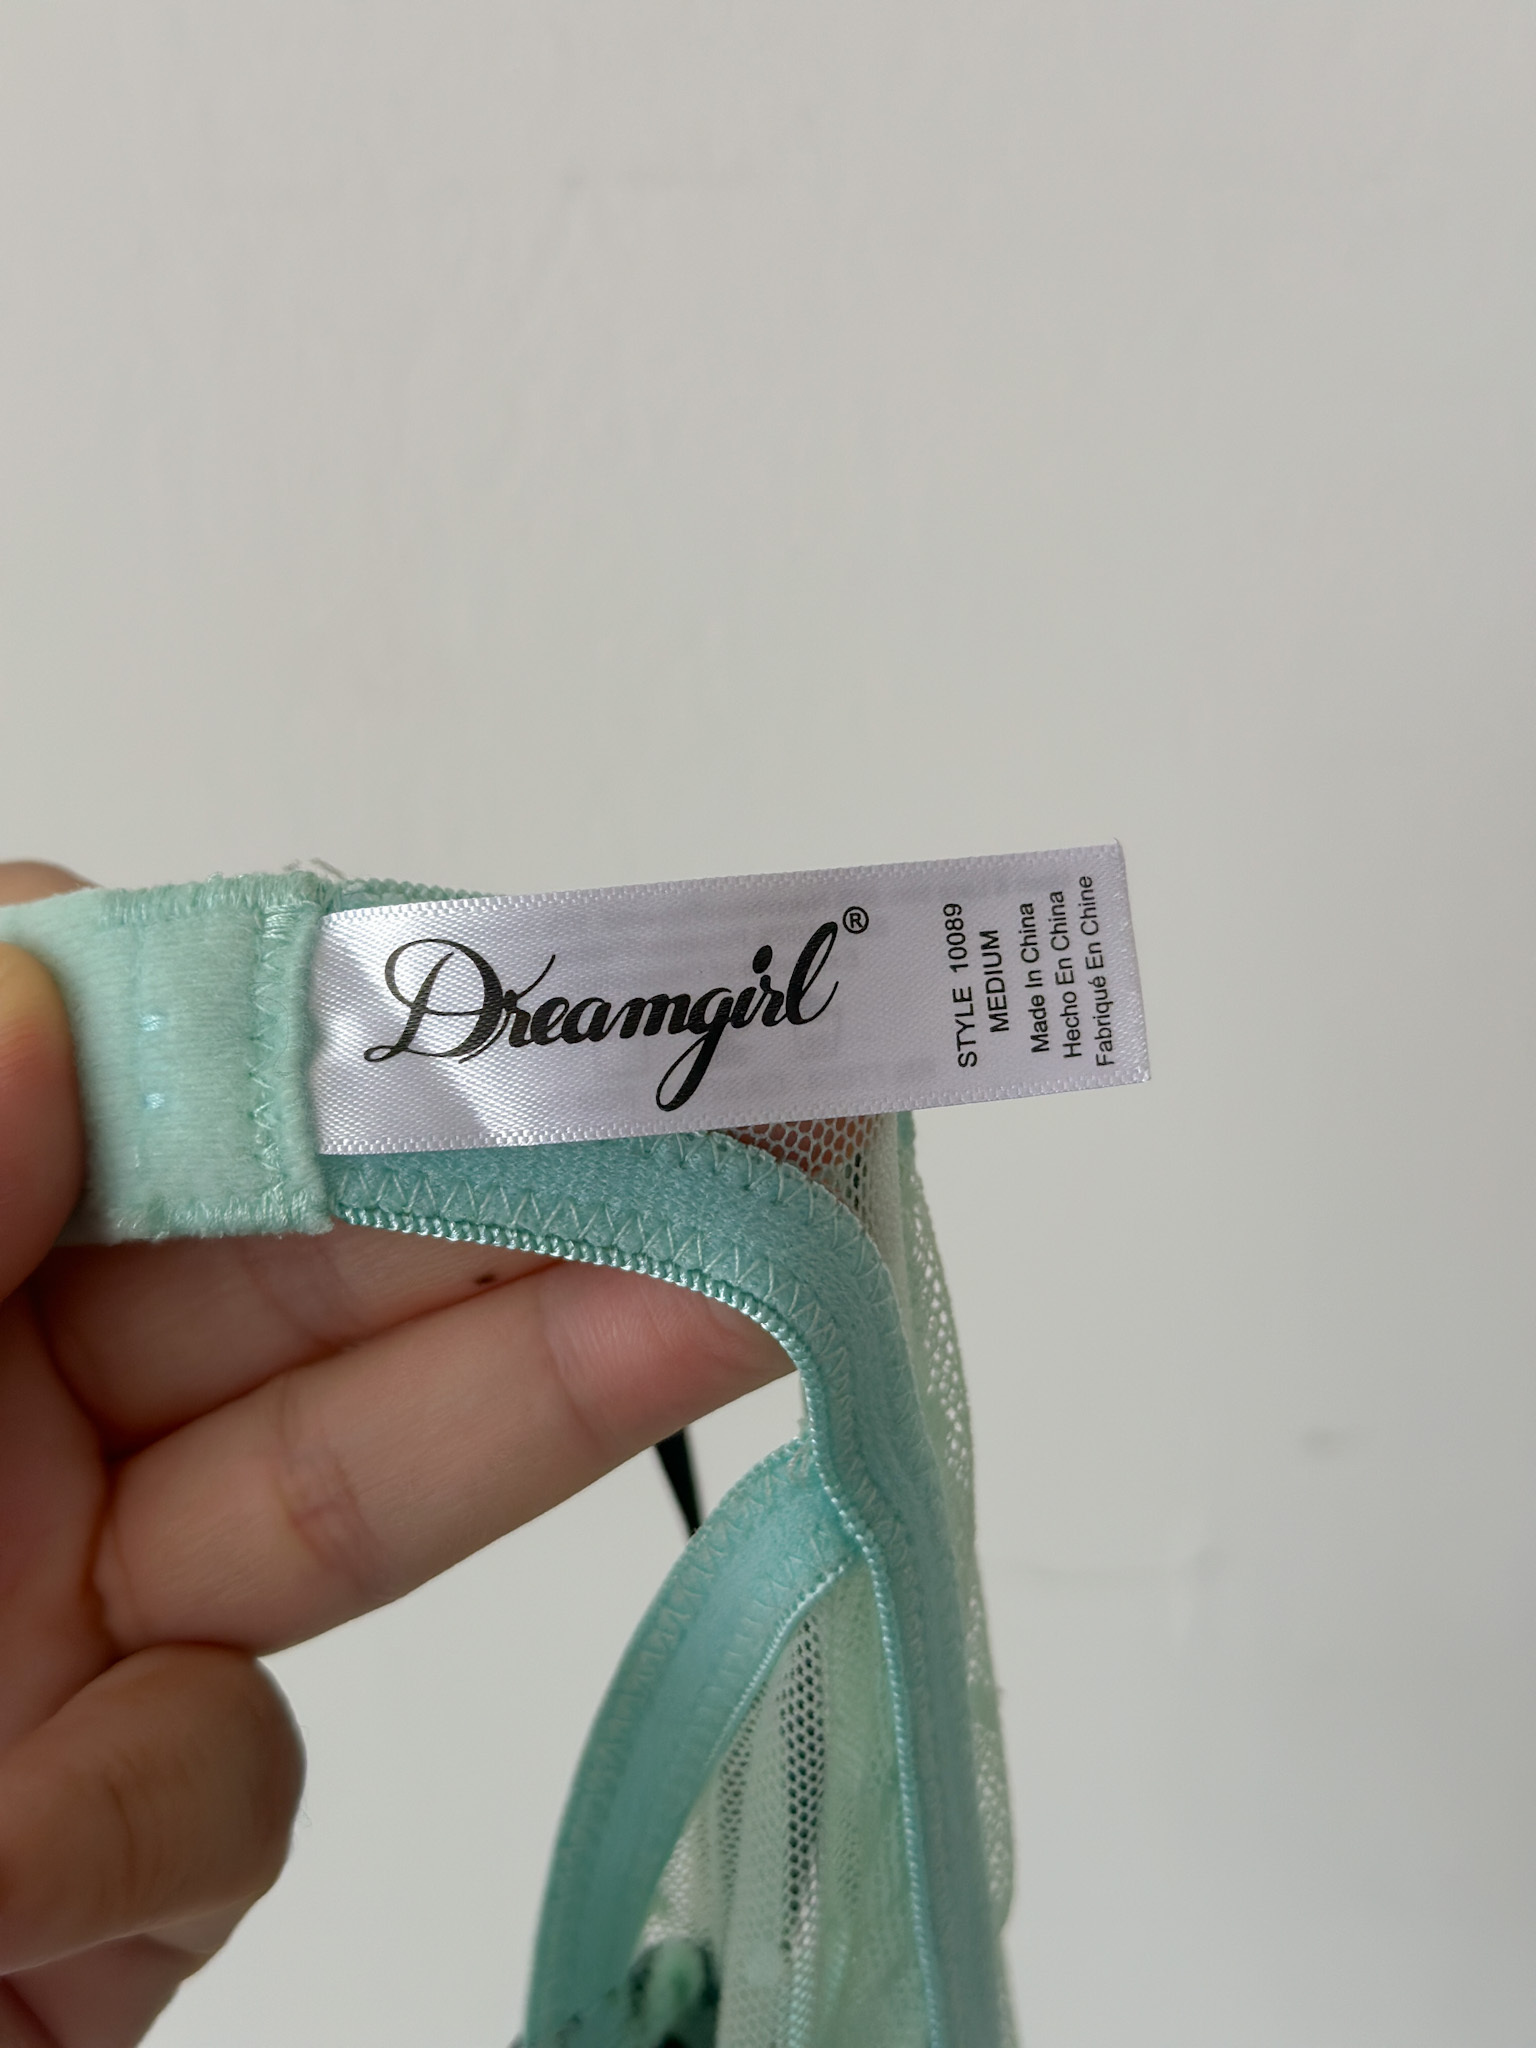 Dreamgirl®
STYLE 10089
MEDIUM
Made In China
Hecho En China
Fabriqué En Chine